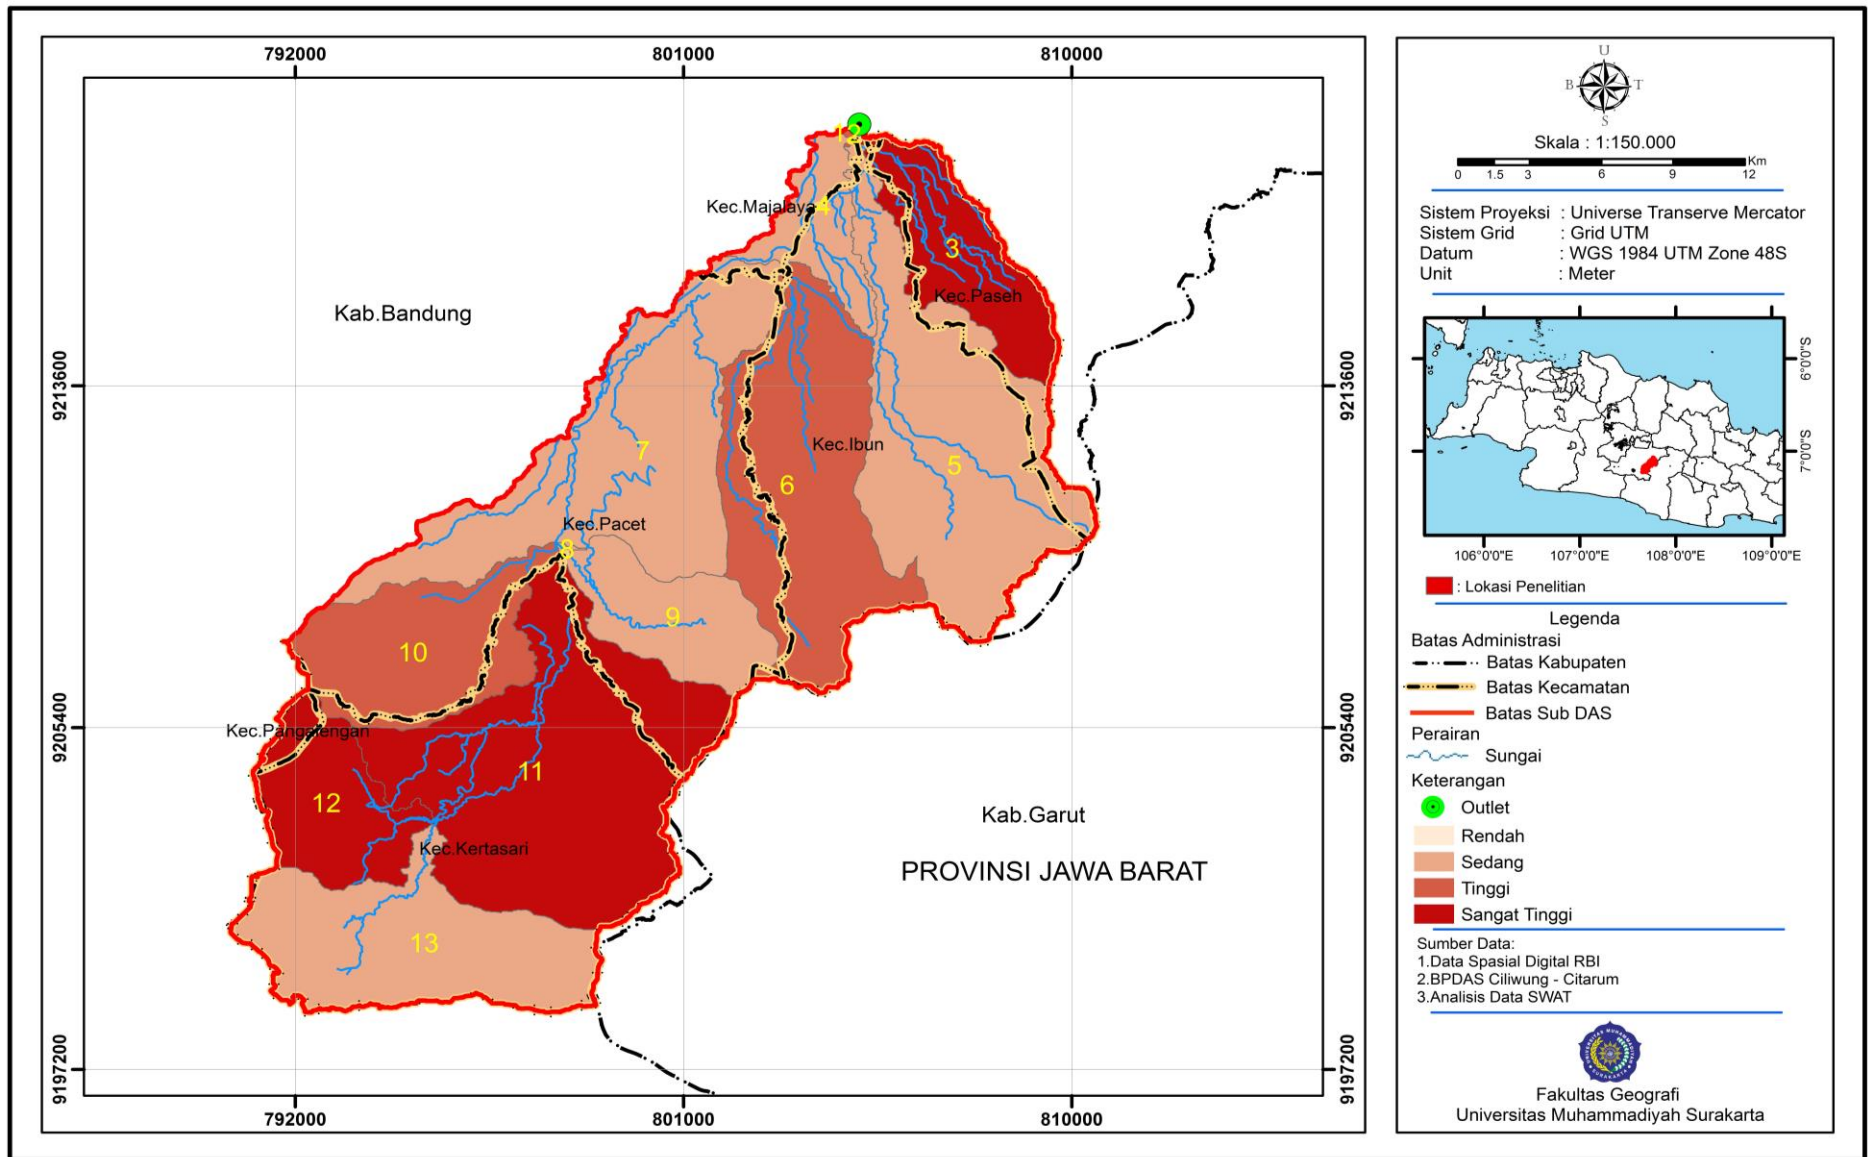 792000
801000
810000
9213600
9205400
9197200
9213600
9205400
9197200
792000
801000
810000
Kab.Bandung
Kec.Majalaya
Kec.Paseh
Kec.Ibun
Kec.Pacet
Kec.Pangalengan
Kec.Kertasari
Kab.Garut
PROVINSI JAWA BARAT
12
3
4
5
6
7
8
9
10
11
12
13
U
B T
S
Skala : 1:150.000
Km
0 1.5 3 6 9 12
Sistem Proyeksi : Universe Transerve Mercator
Sistem Grid : Grid UTM
Datum : WGS 1984 UTM Zone 48S
Unit : Meter
6°0'0"S
7°0'0"S
106°0'0"E 107°0'0"E 108°0'0"E 109°0'0"E
: Lokasi Penelitian
Legenda
Batas Administrasi
Batas Kabupaten
Batas Kecamatan
Batas Sub DAS
Perairan
Sungai
Keterangan
Outlet
Rendah
Sedang
Tinggi
Sangat Tinggi
Sumber Data:
1.Data Spasial Digital RBI
2.BPDAS Ciliwung - Citarum
3.Analisis Data SWAT
UNIVERSITAS MUHAMMADIYAH
SURAKARTA
Fakultas Geografi
Universitas Muhammadiyah Surakarta